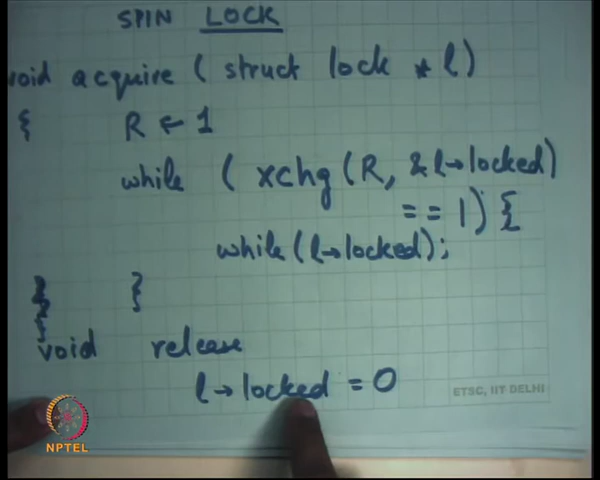 SPIN LOCK
void acquire ( struct lock * l )
{ R ← 1
while ( xchg (R, &l→locked)
== 1) {
while (l→locked);
} }
void release
l→locked = 0
ETSC, IIT DELHI
NPTEL